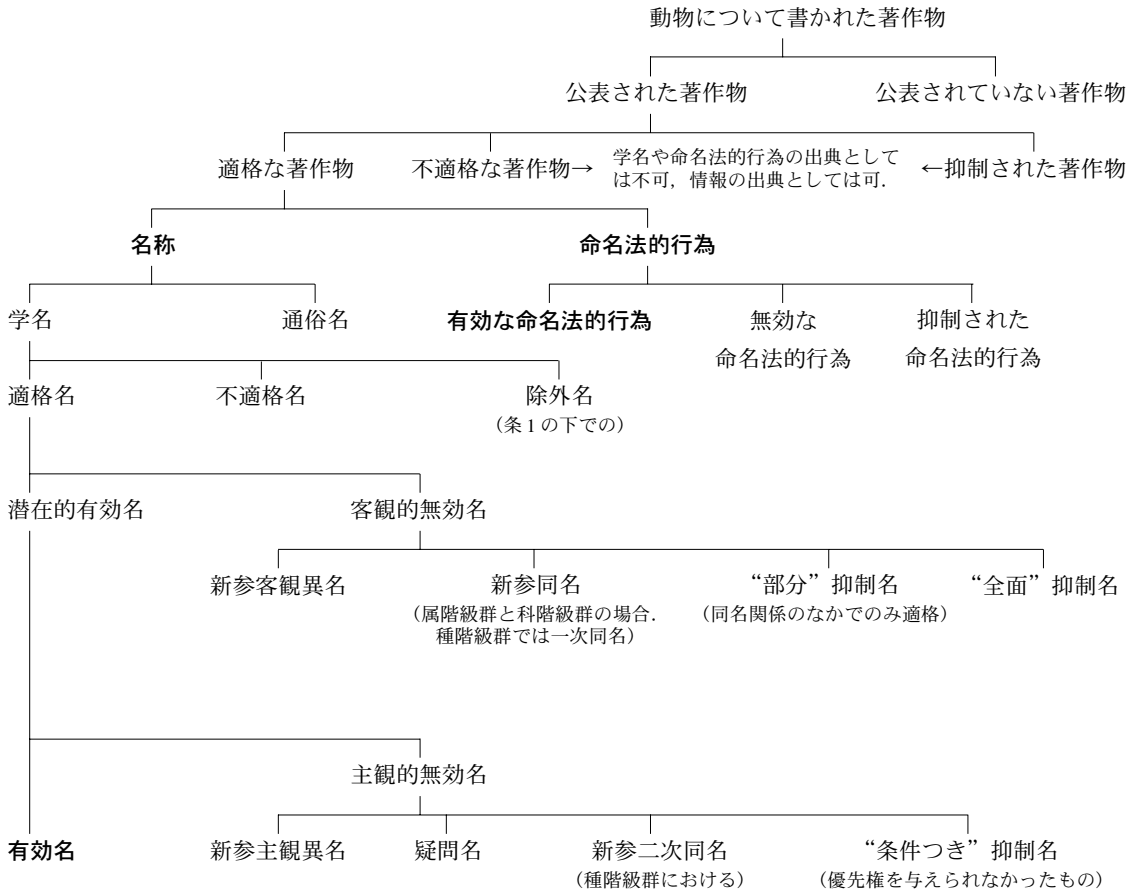 動物について書かれた著作物
公表された著作物
公表されていない著作物
適格な著作物
不適格な著作物→
学名や命名法的行為の出典として
は不可，情報の出典としては可．
←抑制された著作物
名称
命名法的行為
学名
通俗名
有効な命名法的行為
無効な
命名法的行為
抑制された
命名法的行為
適格名
不適格名
除外名
（条1の下での）
潜在的有効名
客観的無効名
新参客観異名
新参同名
（属階級群と科階級群の場合．
種階級群では一次同名）
“部分”抑制名
（同名関係のなかでのみ適格）
“全面”抑制名
主観的無効名
有効名
新参主観異名
疑問名
新参二次同名
（種階級群における）
“条件つき”抑制名
（優先権を与えられなかったもの）